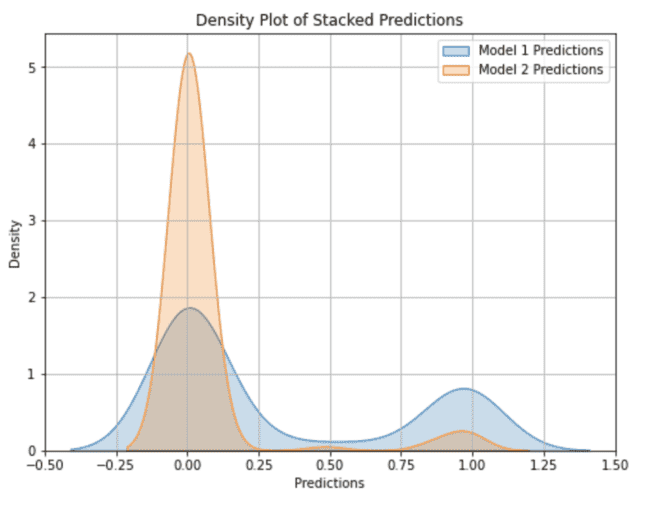 Density Plot of Stacked Predictions
Model 1 Predictions
Model 2 Predictions
5
4
3
2
1
0
Density
−0.50 −0.25 0.00 0.25 0.50 0.75 1.00 1.25 1.50
Predictions